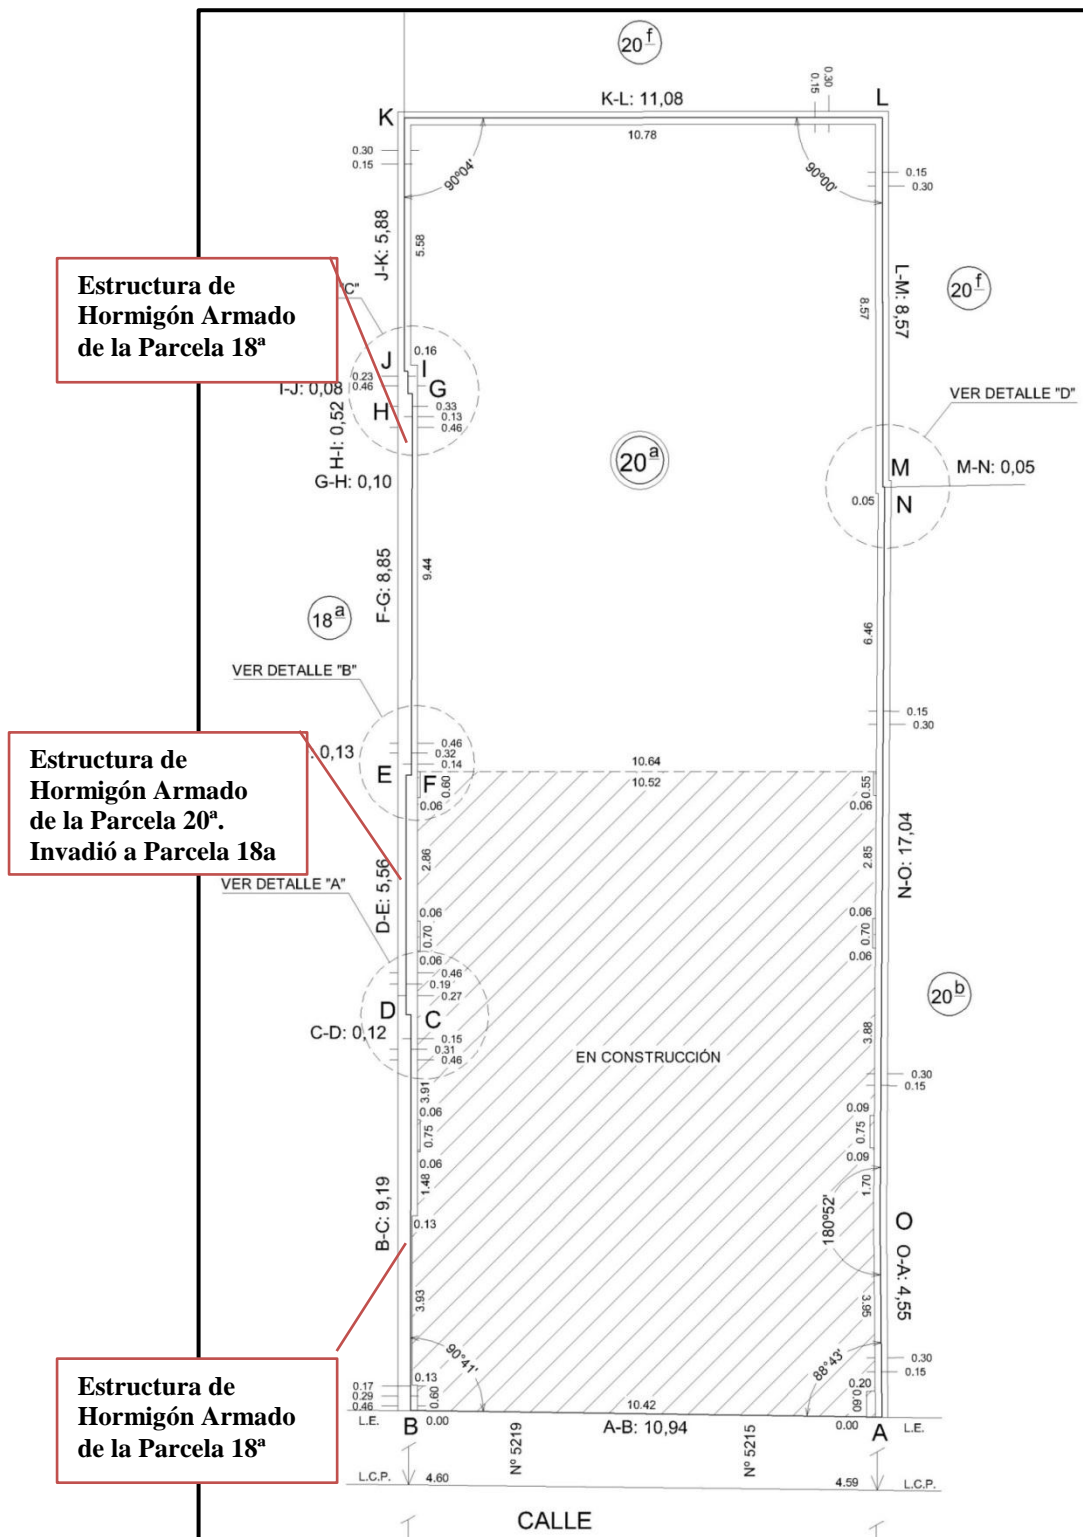 20 f
0.15
0.30
K-L: 11,08
L
K
10.78
0.30
0.15
90º04'
90º00'
0.15
0.30
J-K: 5,88
5.58
Estructura de
Hormigón Armado
de la Parcela 18ª
"C"
8.57
L-M: 8,57
20 f
0.16
J
I
0.23
I-J: 0,08
0.46
G
H
0.33
0.13
0.46
H-I: 0,52
G-H: 0,10
VER DETALLE "D"
20 a
M
M-N: 0,05
0.05
N
F-G: 8,85
9.44
18 a
6.46
VER DETALLE "B"
0.15
0.30
Estructura de
Hormigón Armado
de la Parcela 20ª.
Invadió a Parcela 18a
0,13
0.46
0.32
0.14
10.64
10.52
E
F
0.60
0.06
0.55
0.06
2.86
2.85
O-N: 17,04
D-E: 5,56
VER DETALLE "A"
0.06
0.70
0.06
0.06
0.70
0.06
0.46
0.19
0.27
20 b
D
C
C-D: 0,12
0.15
0.31
0.46
3.88
EN CONSTRUCCIÓN
0.30
0.15
3.91
0.06
0.75
0.06
0.09
0.75
0.09
1.48
1.70
B-C: 9,19
0.13
180º52'
O
O-A: 4,55
3.93
3.96
90°41'
88°43'
Estructura de
Hormigón Armado
de la Parcela 18ª
0.13
0.17
0.29
0.46
0.60
0.30
0.15
0.20
0.60
10.42
L.E.
B
0.00
A-B: 10,94
0.00
A
L.E.
Nº 5219
Nº 5215
L.C.P.
4.60
4.59
L.C.P.
CALLE